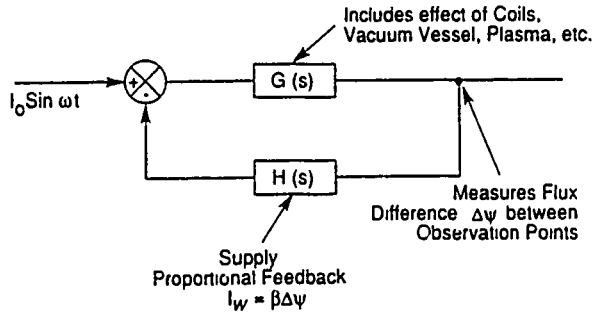 Includes effect of Coils,
Vacuum Vessel, Plasma, etc.
+
-
G (s)
I₀Sin ωt
H (s)
Measures Flux
Difference Δψ between
Observation Points
Supply
Proportional Feedback
I_W = βΔψ